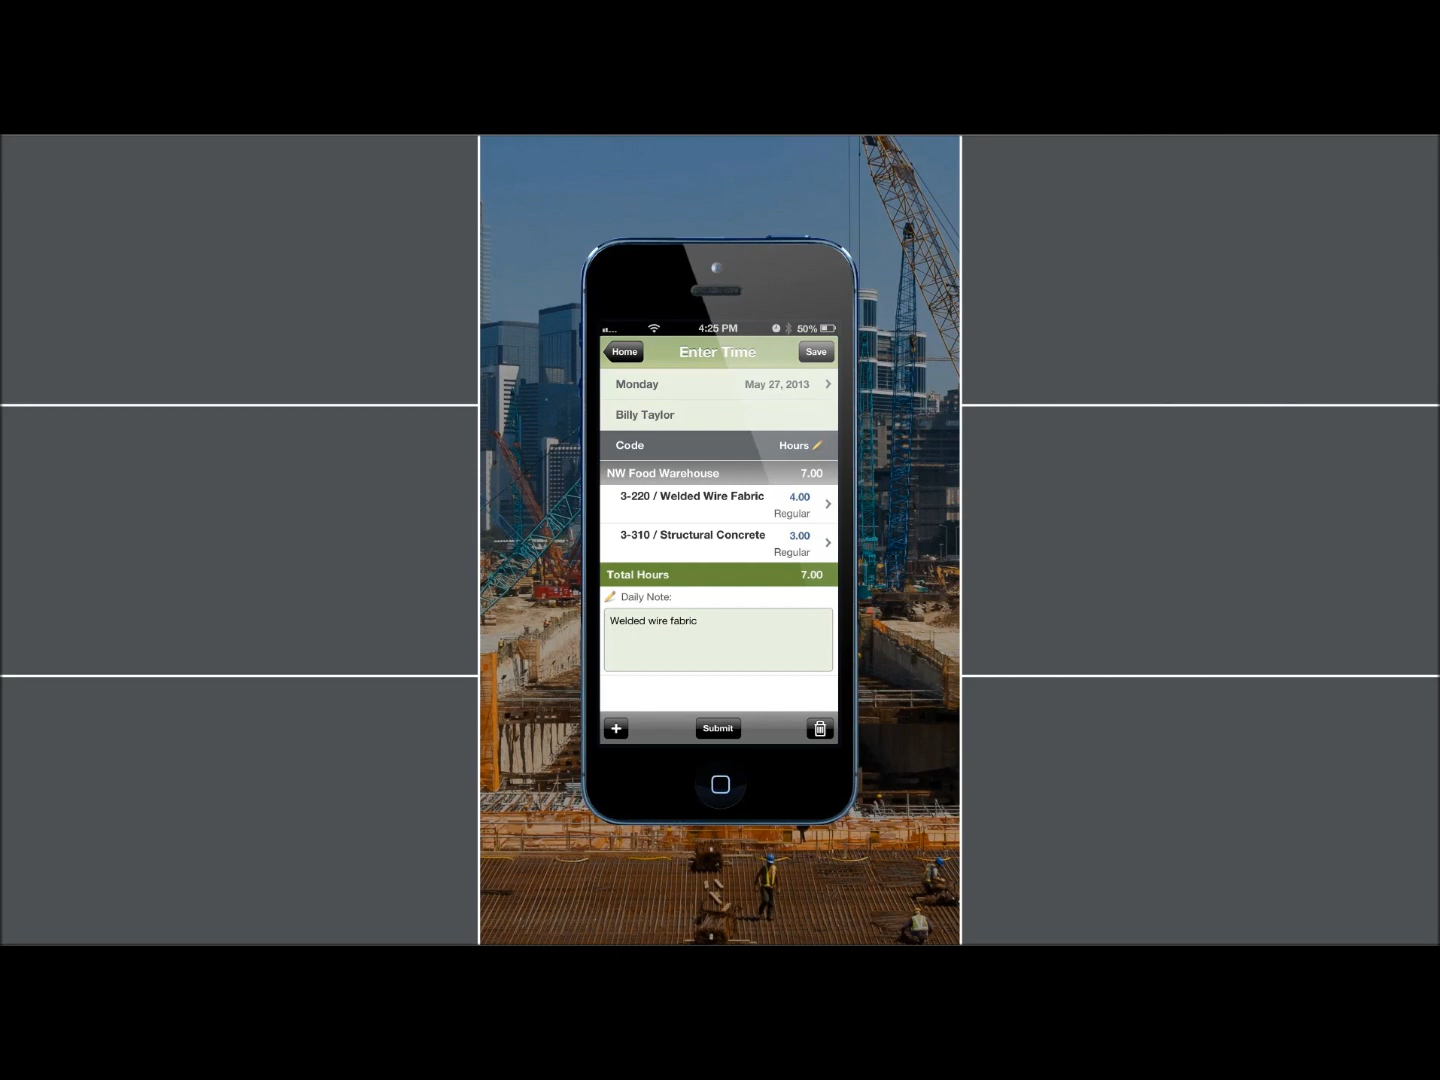 4:25 PM 50%
Home Enter Time Save
Monday May 27, 2013
Billy Taylor
Code Hours
NW Food Warehouse 7.00
3-220 / Welded Wire Fabric 4.00
Regular
3-310 / Structural Concrete 3.00
Regular
Total Hours 7.00
Daily Note:
Welded wire fabric
+ Submit